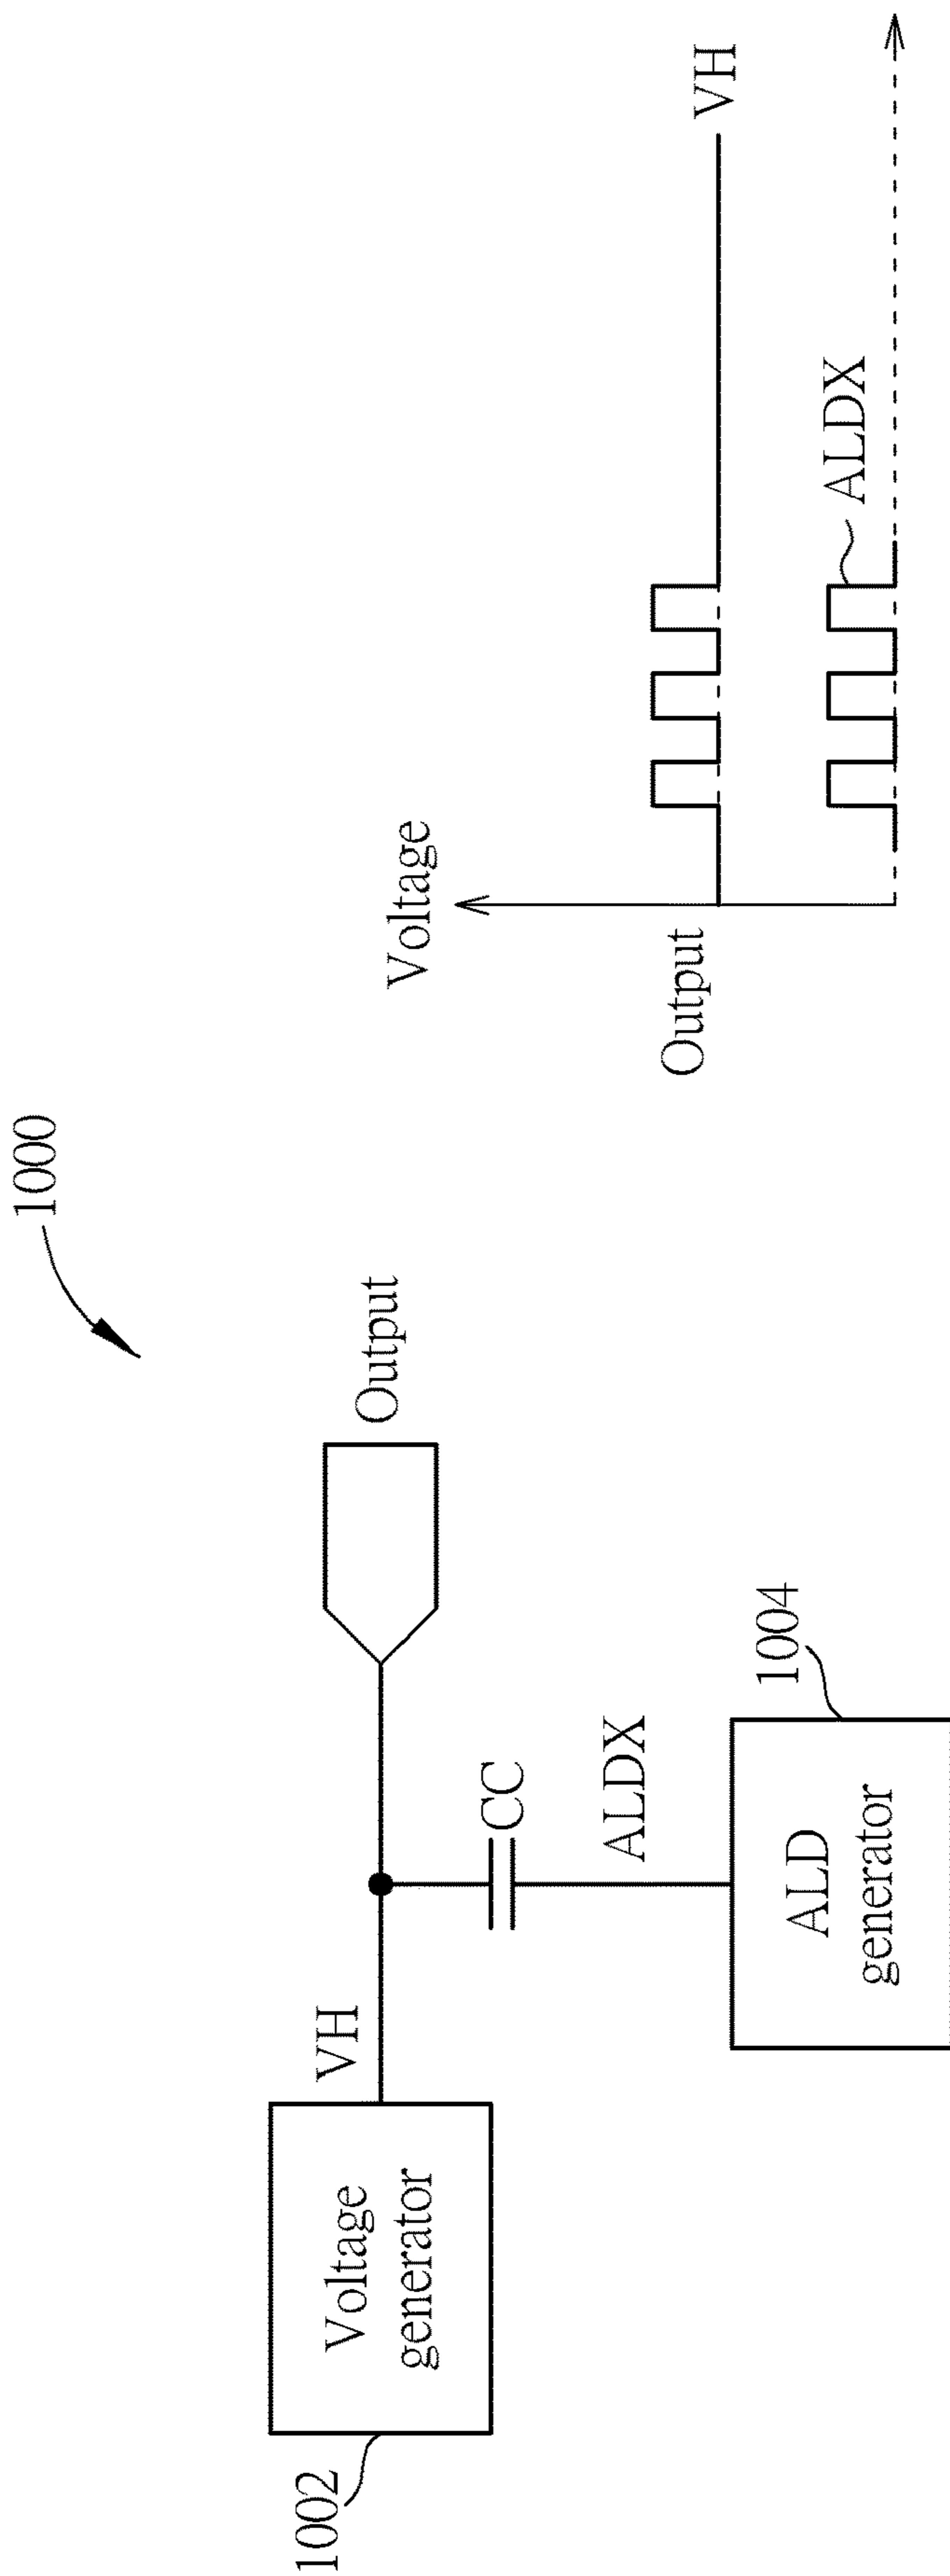 1000
1002
Voltage
generator
VH
Output
CC
ALDX
ALD
generator
1004
Voltage
Output
VH
ALDX